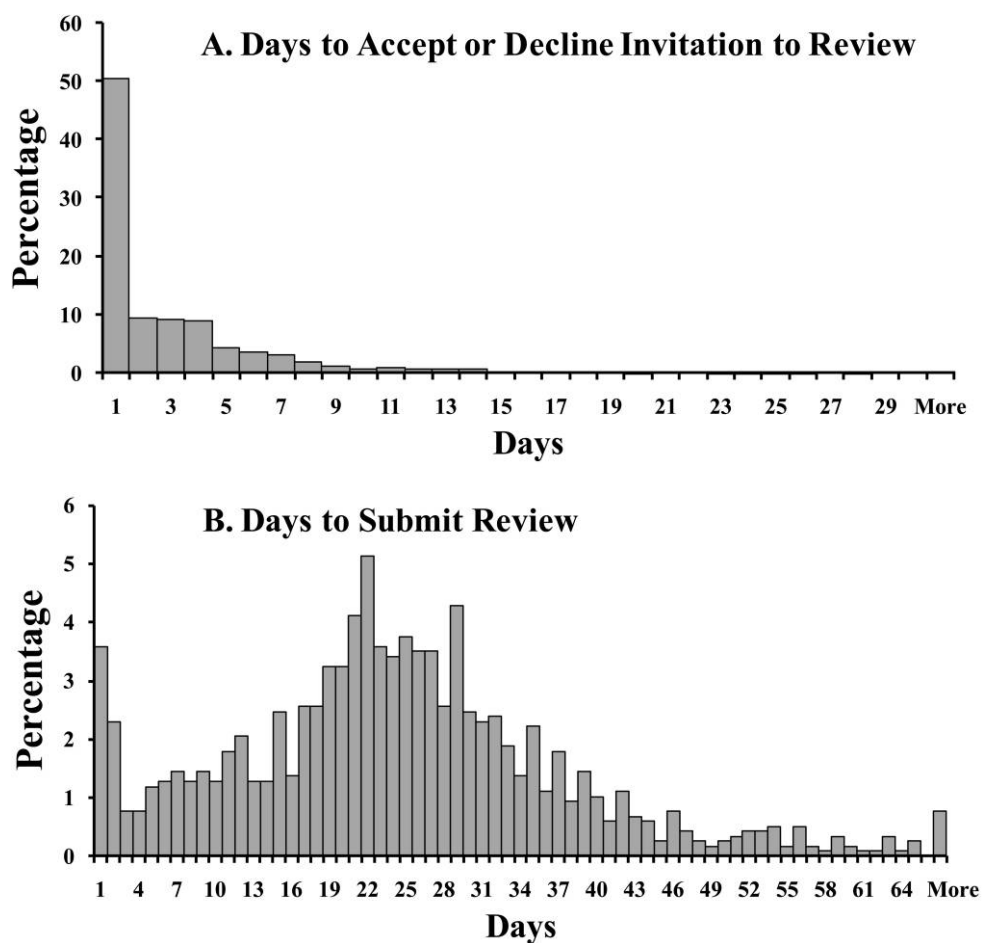 60
A. Days to Accept or Decline Invitation to Review
50
40
30
20
10
0
Percentage
1 3 5 7 9 11 13 15 17 19 21 23 25 27 29 More
Days
6
B. Days to Submit Review
5
4
3
2
1
0
Percentage
1 4 7 10 13 16 19 22 25 28 31 34 37 40 43 46 49 52 55 58 61 64 More
Days